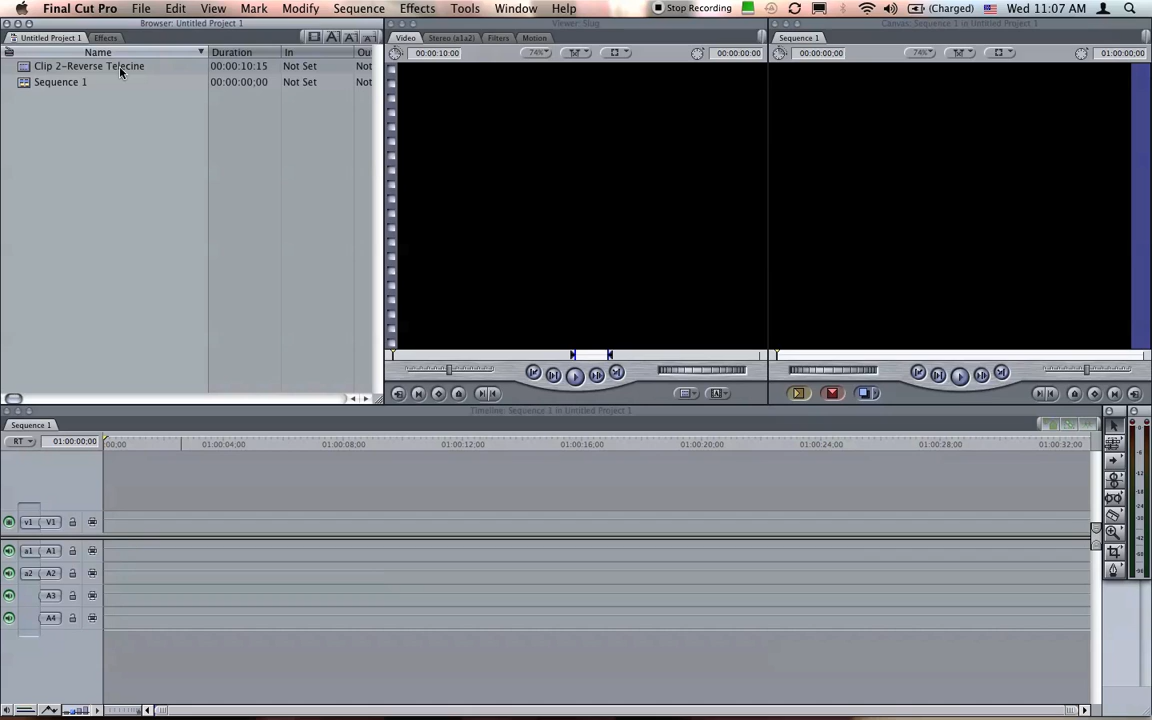 Final Cut Pro File Edit View Mark Modify Sequence Effects Tools Window Help Stop Recording (Charged) Wed 11:07 AM
Browser: Untitled Project 1
Untitled Project 1 Effects
Name Duration In Out
Clip 2-Reverse Telecine 00:00:10:15 Not Set Not
Sequence 1 00:00:00;00 Not Set Not
Viewer: Slug
Video Stereo (a1a2) Filters Motion
00:00:10:00 74% 00:00:00:00
Canvas: Sequence 1 in Untitled Project 1
Sequence 1
00:00:00;00 74% 01:00:00;00
Timeline: Sequence 1 in Untitled Project 1
Sequence 1
RT 01:00:00;00 00;00 01:00:04;00 01:00:08;00 01:00:12;00 01:00:16;00 01:00:20;00 01:00:24;00 01:00:28;00 01:00:32;00
v1 V1
a1 A1
a2 A2
A3
A4